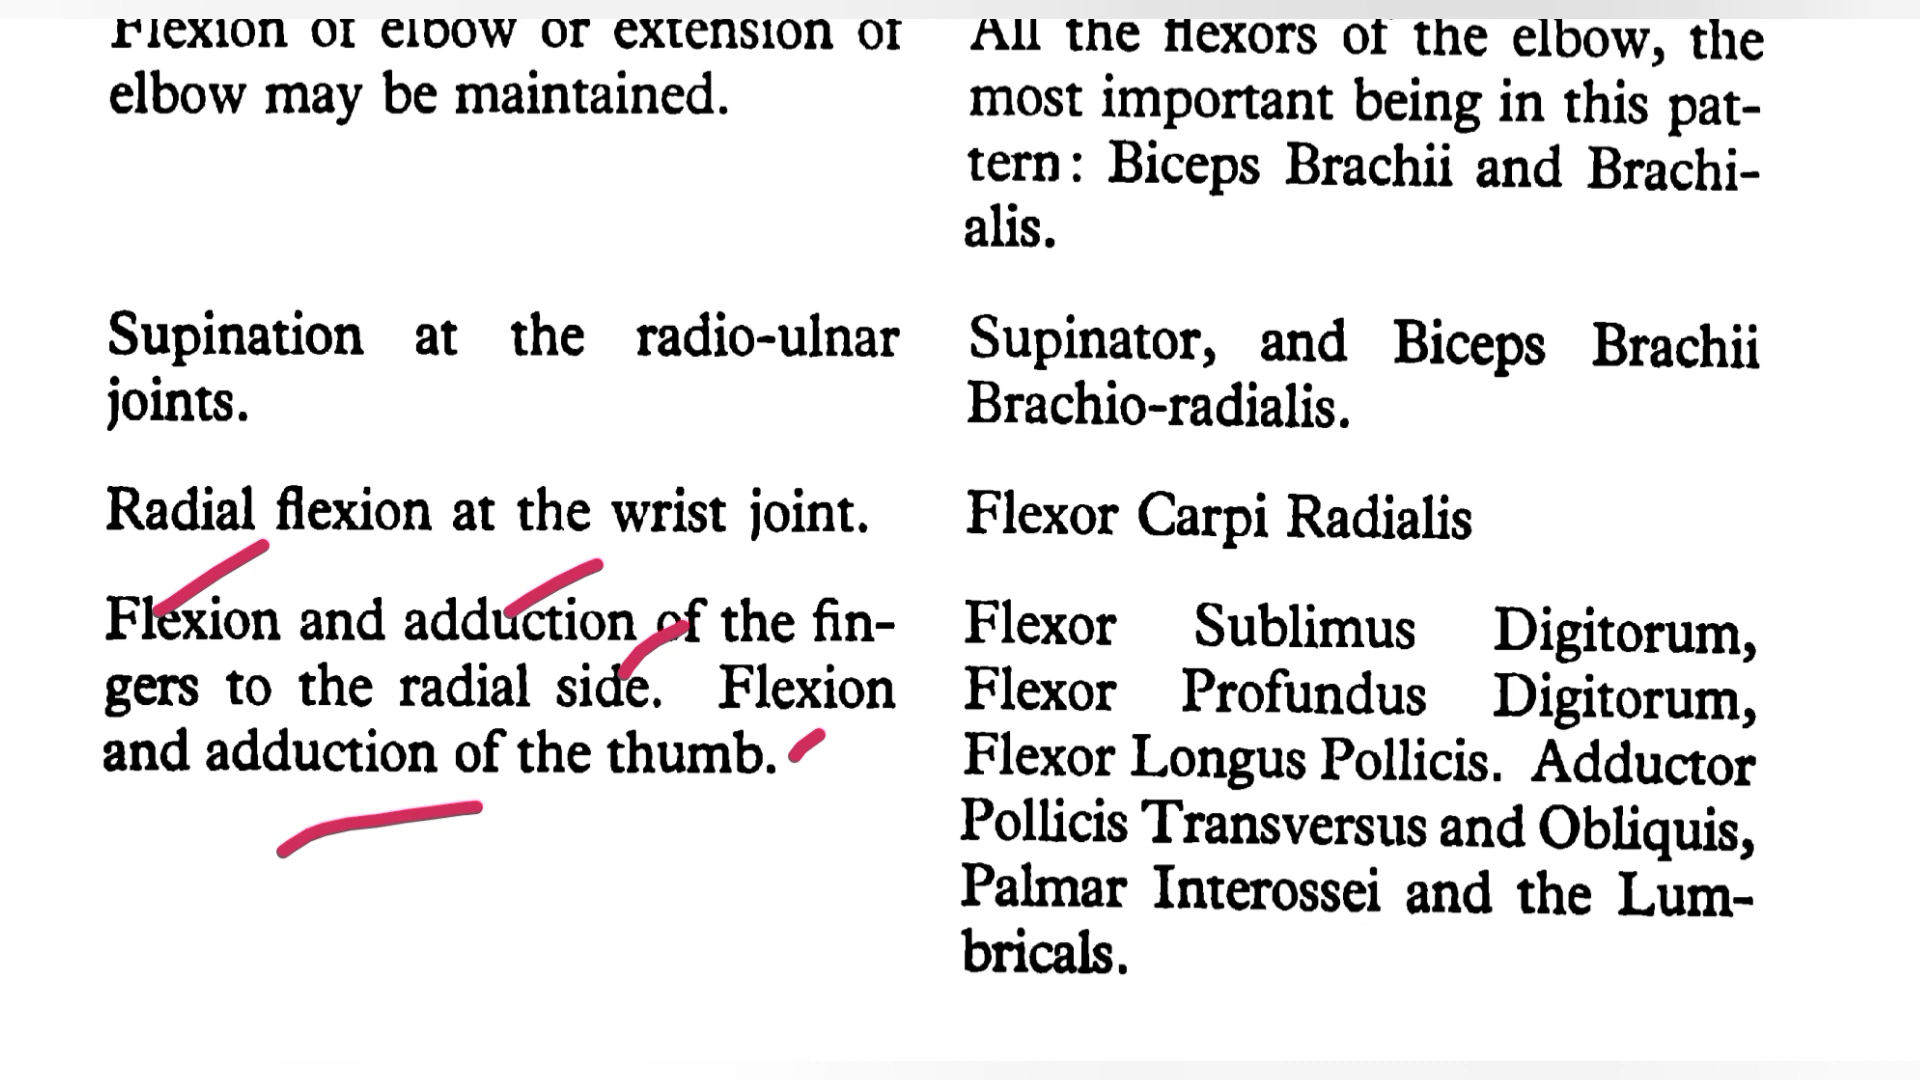 Flexion of elbow or extension of
elbow may be maintained.
All the flexors of the elbow, the
most important being in this pat-
tern: Biceps Brachii and Brachi-
alis.
Supination at the radio-ulnar
joints.
Supinator, and Biceps Brachii
Brachio-radialis.
Radial flexion at the wrist joint.
Flexor Carpi Radialis
Flexion and adduction of the fin-
gers to the radial side. Flexion
and adduction of the thumb.
Flexor Sublimus Digitorum,
Flexor Profundus Digitorum,
Flexor Longus Pollicis. Adductor
Pollicis Transversus and Obliquis,
Palmar Interossei and the Lum-
bricals.